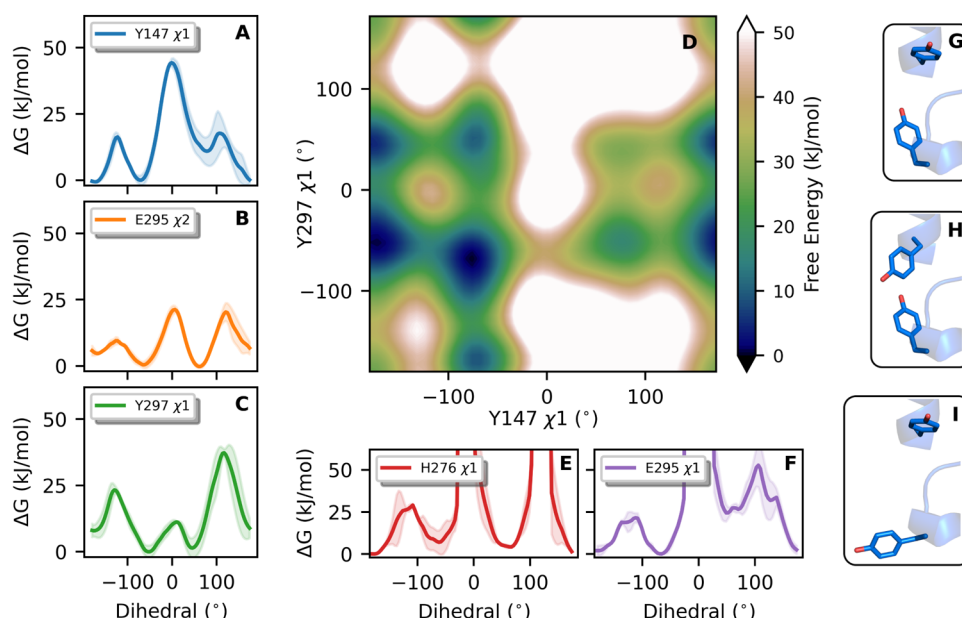 Y147 χ1
A
ΔG (kJ/mol)
50
25
0
E295 χ2
B
ΔG (kJ/mol)
50
25
0
Y297 χ1
C
ΔG (kJ/mol)
50
25
0
−100 0 100
Dihedral (°)
D
Y297 χ1 (°)
100
0
−100
−100 0 100
Y147 χ1 (°)
50
40
30
20
10
0
Free Energy (kJ/mol)
H276 χ1
E
ΔG (kJ/mol)
50
25
0
−100 0 100
Dihedral (°)
E295 χ1
F
−100 0 100
Dihedral (°)
G
H
I